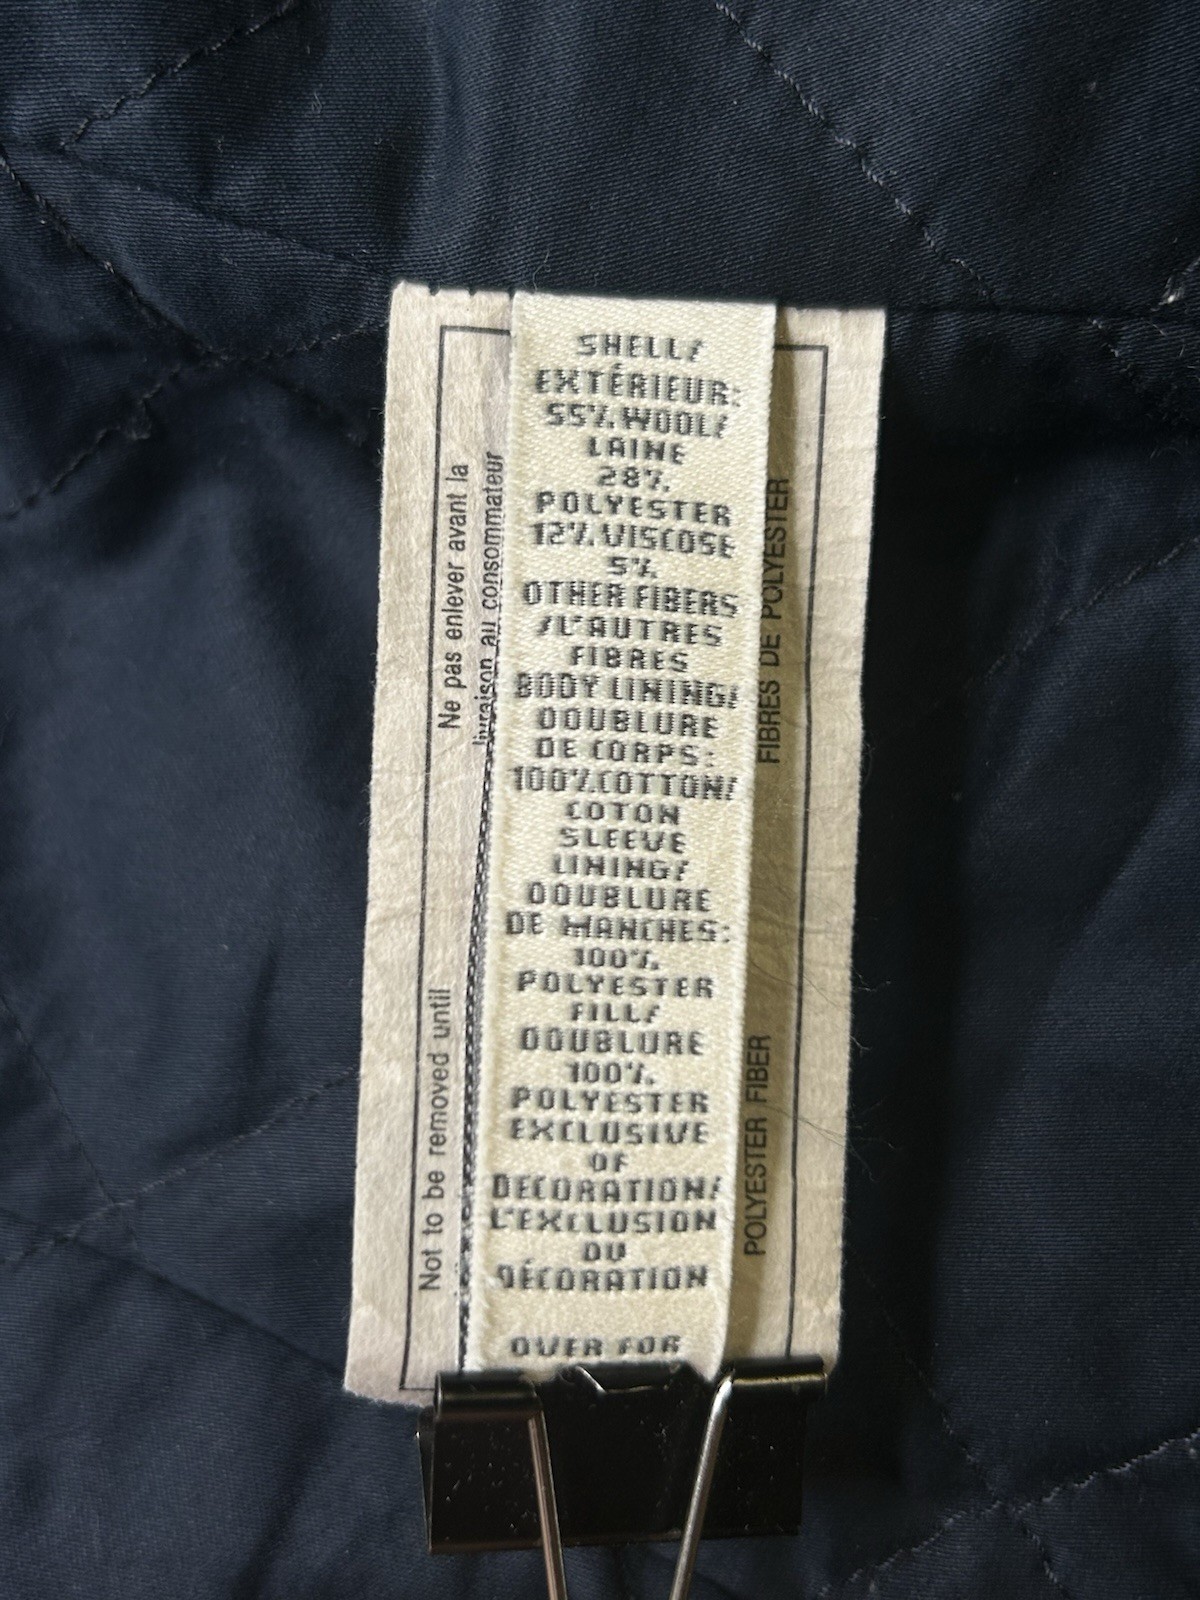 SHELL/
EXTÉRIEUR:
55% WOOL/
LAINE
28%
POLYESTER
12% VISCOSE
5%
OTHER FIBERS
/L'AUTRES
FIBRES
BODY LINING/
DOUBLURE
DE CORPS:
100% COTTON/
COTON
SLEEVE
LINING/
DOUBLURE
DE MANCHES:
100%
POLYESTER
FILL/
DOUBLURE
100%
POLYESTER
EXCLUSIVE
OF
DECORATION/
L'EXCLUSION
DU
DÉCORATION
OVER FOR
Not to be removed until
Ne pas enlever avant la
livraison au consommateur
POLYESTER FIBER
FIBRES DE POLYESTER